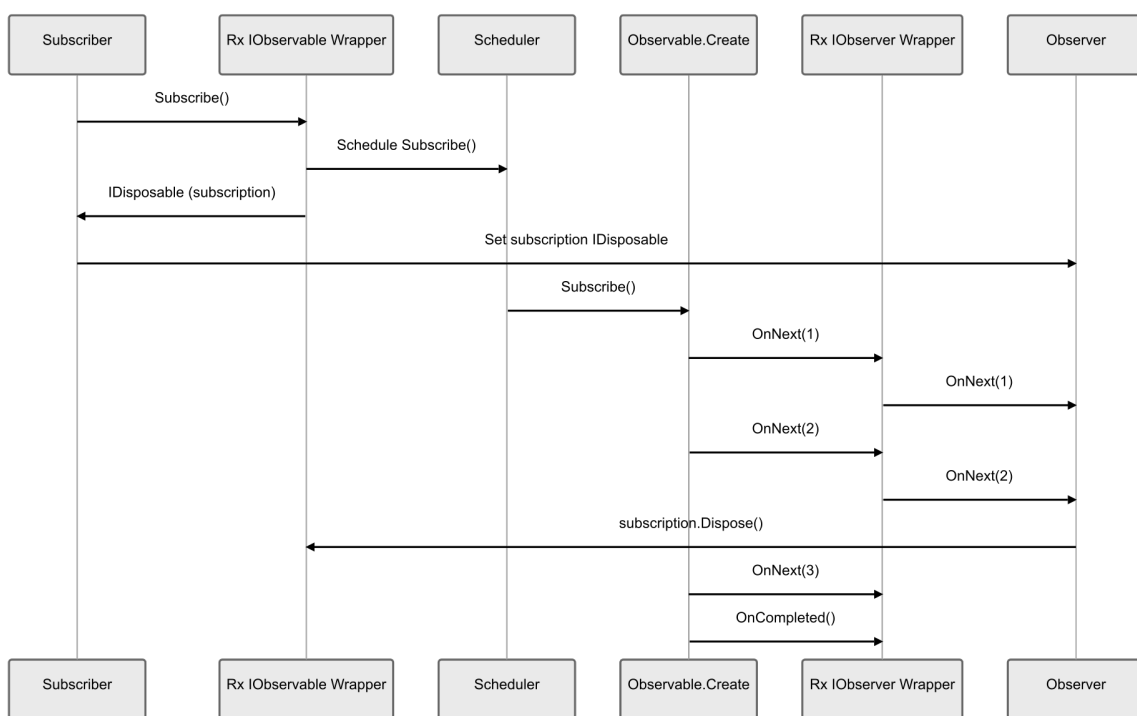 Subscriber
Rx IObservable Wrapper
Scheduler
Observable.Create
Rx IObserver Wrapper
Observer
Subscribe()
Schedule Subscribe()
IDisposable (subscription)
Set subscription IDisposable
Subscribe()
OnNext(1)
OnNext(1)
OnNext(2)
OnNext(2)
subscription.Dispose()
OnNext(3)
OnCompleted()
Subscriber
Rx IObservable Wrapper
Scheduler
Observable.Create
Rx IObserver Wrapper
Observer